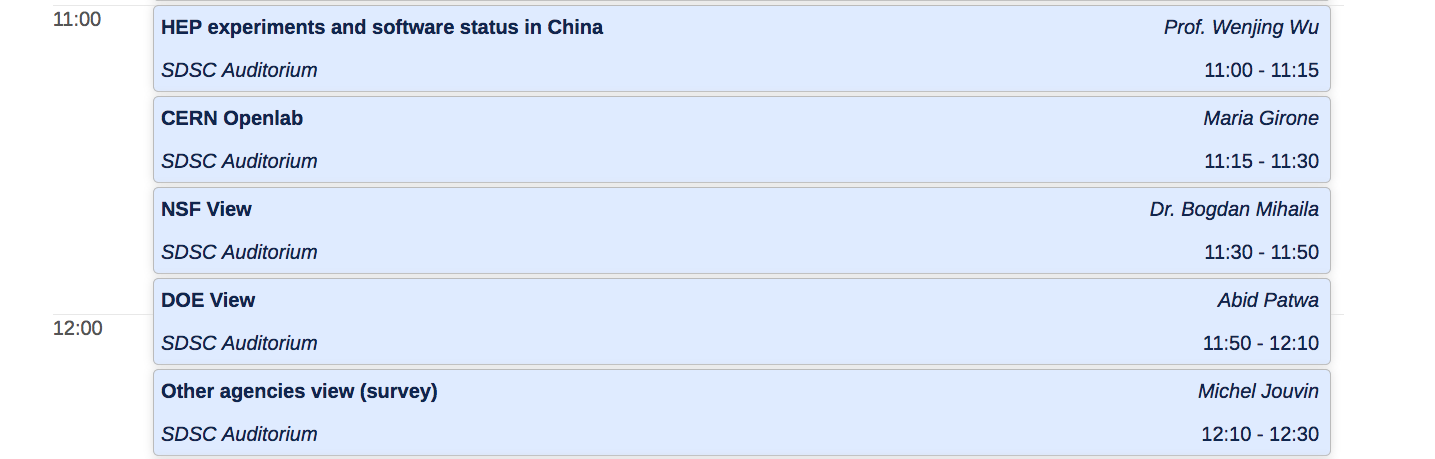 11:00
HEP experiments and software status in China Prof. Wenjing Wu
SDSC Auditorium 11:00 - 11:15
CERN Openlab Maria Girone
SDSC Auditorium 11:15 - 11:30
NSF View Dr. Bogdan Mihaila
SDSC Auditorium 11:30 - 11:50
DOE View Abid Patwa
12:00
SDSC Auditorium 11:50 - 12:10
Other agencies view (survey) Michel Jouvin
SDSC Auditorium 12:10 - 12:30